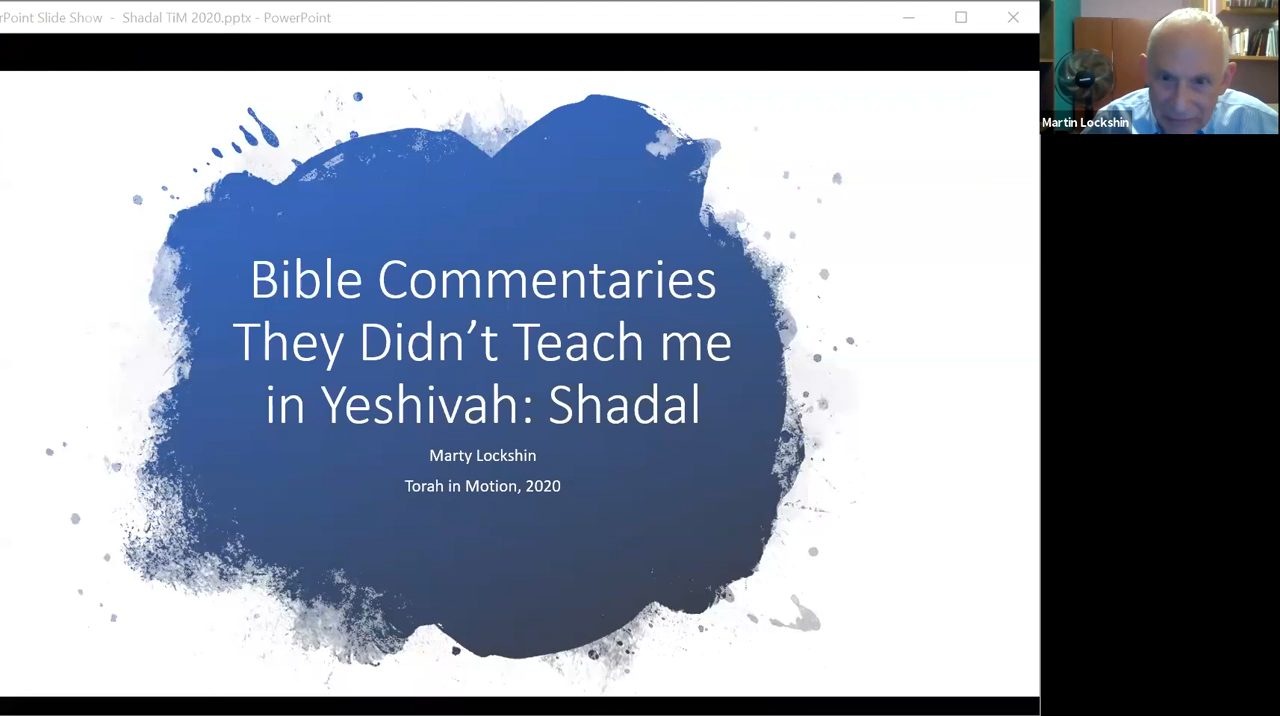 rPoint Slide Show - Shadal TiM 2020.pptx - PowerPoint
Martin Lockshin
Bible Commentaries
They Didn’t Teach me
in Yeshivah: Shadal
Marty Lockshin
Torah in Motion, 2020